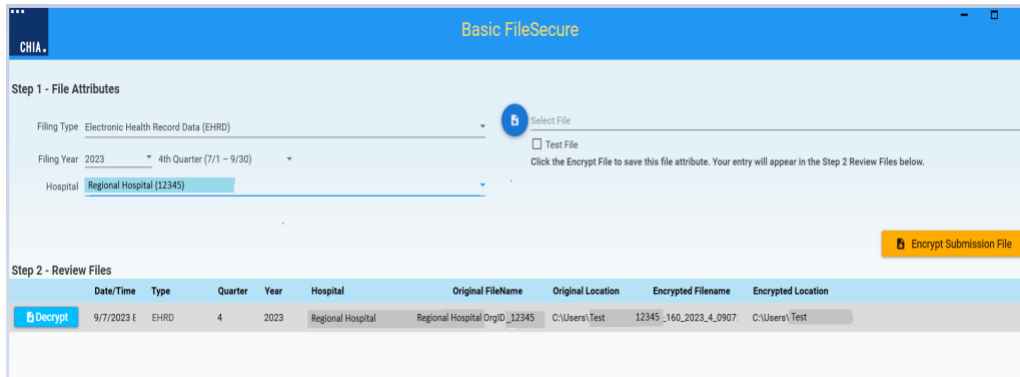 CHIA.
Basic FileSecure
Step 1 - File Attributes
Filing Type Electronic Health Record Data (EHRD)
Select File
Test File
Filing Year 2023 4th Quarter (7/1 – 9/30)
Click the Encrypt File to save this file attribute. Your entry will appear in the Step 2 Review Files below.
Hospital Regional Hospital (12345)
Encrypt Submission File
Step 2 - Review Files
Date/Time Type Quarter Year Hospital Original FileName Original Location Encrypted Filename Encrypted Location
Decrypt 9/7/2023 EHRD 4 2023 Regional Hospital Regional Hospital OrgID_12345 C:\Users\Test 12345_160_2023_4_0907 C:\Users\Test